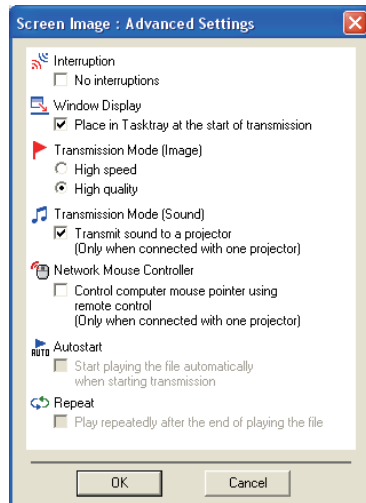 Screen Image : Advanced Settings
Interruption
No interruptions
Window Display
Place in Tasktray at the start of transmission
Transmission Mode (Image)
High speed
High quality
Transmission Mode (Sound)
Transmit sound to a projector
(Only when connected with one projector)
Network Mouse Controller
Control computer mouse pointer using
remote control
(Only when connected with one projector)
AUTO Autostart
Start playing the file automatically
when starting transmission
Repeat
Play repeatedly after the end of playing the file
OK Cancel